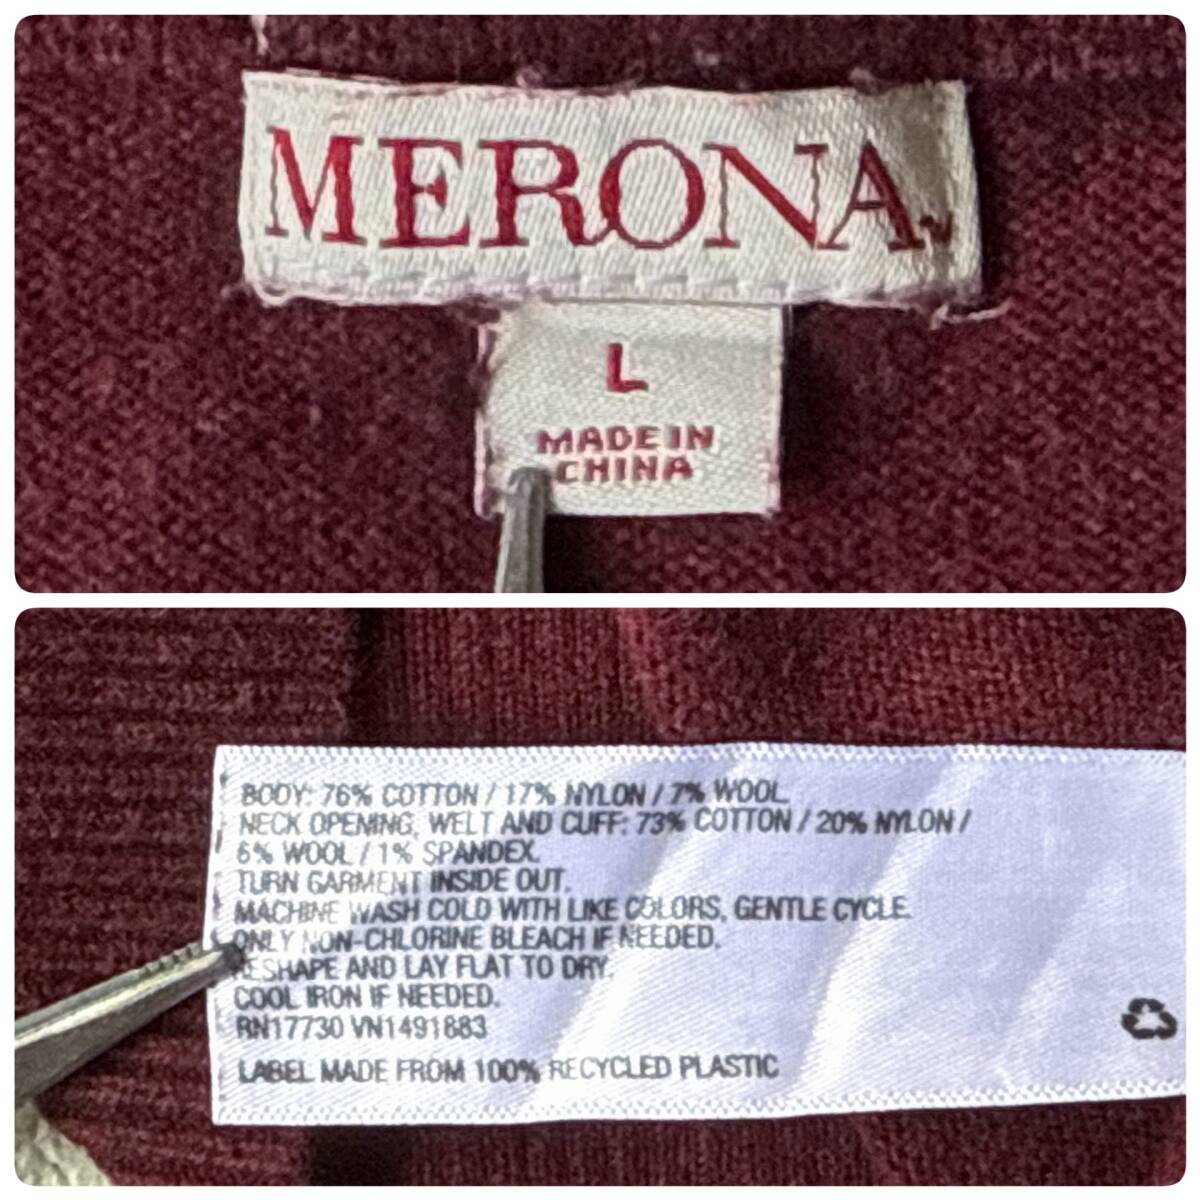 MERONA
L
MADE IN
CHINA
BODY: 76% COTTON / 17% NYLON / 7% WOOL
NECK OPENING, WELT AND CUFF: 73% COTTON / 20% NYLON /
6% WOOL / 1% SPANDEX.
TURN GARMENT INSIDE OUT.
MACHINE WASH COLD WITH LIKE COLORS, GENTLE CYCLE.
ONLY NON-CHLORINE BLEACH IF NEEDED.
RESHAPE AND LAY FLAT TO DRY.
COOL IRON IF NEEDED.
RN17730 VN1491883
LABEL MADE FROM 100% RECYCLED PLASTIC